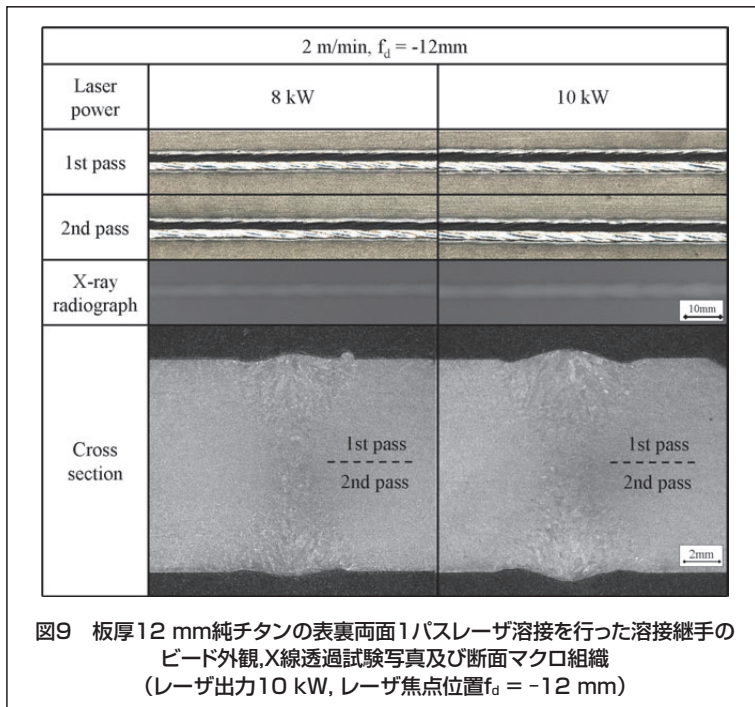 2 m/min, fd = -12mm
Laser power
8 kW
10 kW
1st pass
2nd pass
X-ray radiograph
10mm
Cross section
1st pass
2nd pass
1st pass
2nd pass
2mm
図9 板厚12 mm純チタンの表裏両面1パスレーザ溶接を行った溶接継手の
ビード外観,X線透過試験写真及び断面マクロ組織
(レーザ出力10 kW, レーザ焦点位置fd = -12 mm)